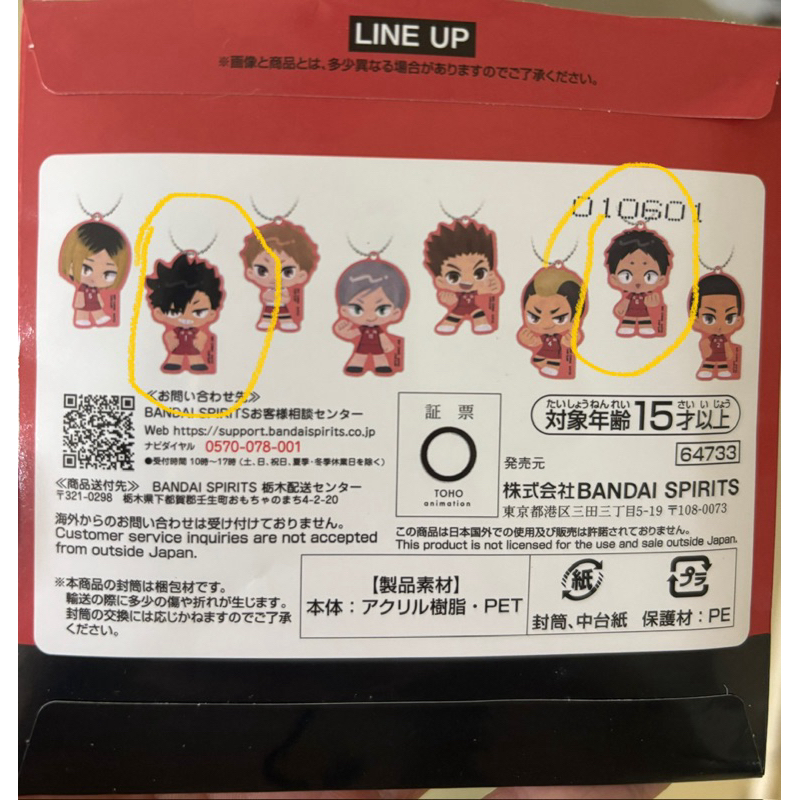 LINE UP
※画像と商品とは、多少異なる場合がありますのでご了承ください。
010601
≪お問い合わせ先≫
BANDAI SPIRITSお客様相談センター
Web https://support.bandaispirits.co.jp
ナビダイヤル 0570-078-001
●受付時間 10時〜17時(土、日、祝日、夏季・冬季休業日を除く)
≪商品送付先≫ BANDAI SPIRITS 栃木配送センター
〒321-0298 栃木県下都賀郡壬生町おもちゃのまち4-2-20
海外からのお問い合わせは受け付けておりません。
Customer service inquiries are not accepted
from outside Japan.
証票
TOHO
animation
たいしょうねんれい さい いじょう
対象年齢15才以上
64733
発売元
株式会社BANDAI SPIRITS
東京都港区三田三丁目5-19 〒108-0073
この商品は日本国外での使用及び販売は許諾されておりません。
This product is not licensed for the use and sale outside Japan.
※本商品の封筒は梱包材です。
輸送の際に多少の傷や折れが生じます。
封筒の交換には応じかねますのでご了承
ください。
【製品素材】
本体:アクリル樹脂・PET
紙
封筒、中台紙
プラ
保護材:PE